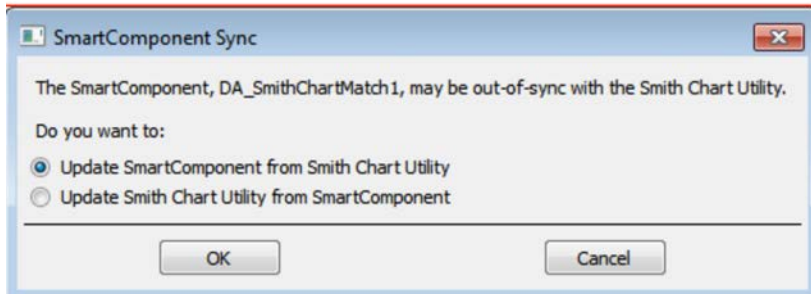 SmartComponent Sync
The SmartComponent, DA_SmithChartMatch1, may be out-of-sync with the Smith Chart Utility.
Do you want to:
Update SmartComponent from Smith Chart Utility
Update Smith Chart Utility from SmartComponent
OK Cancel